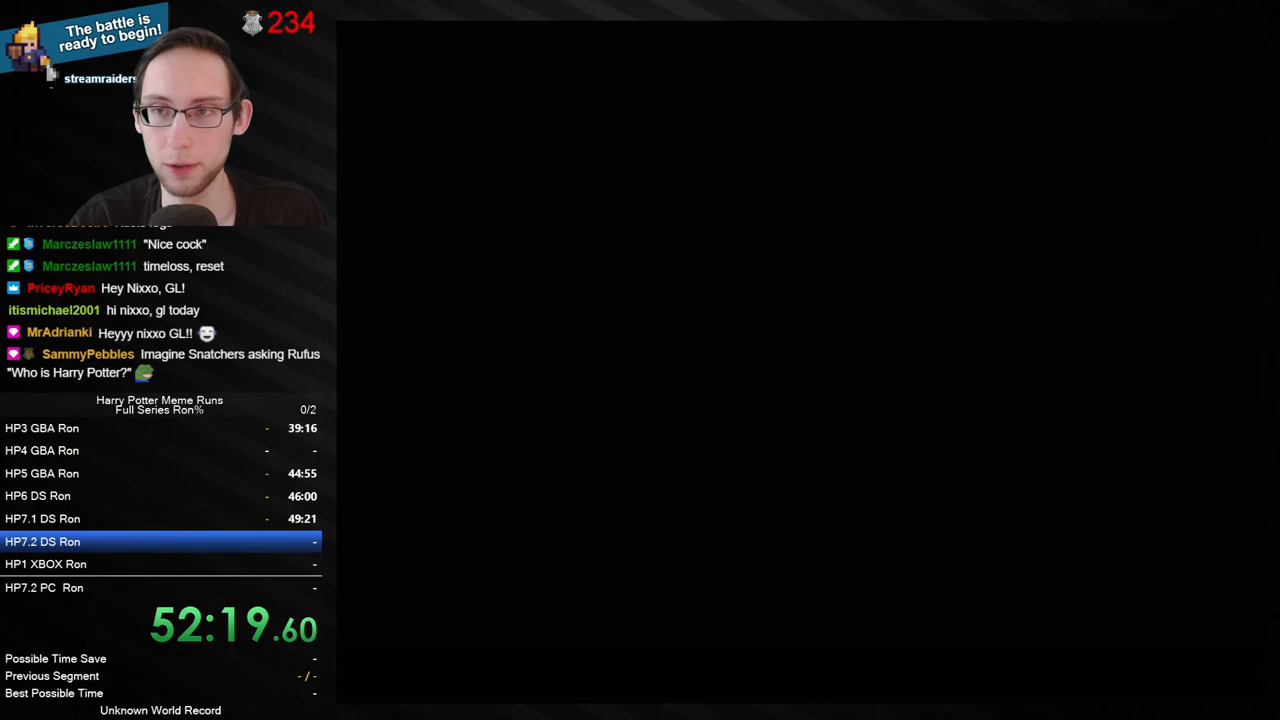 The battle is
ready to begin!
234
streamraiders
Marczeslaw1111 "Nice cock"
Marczeslaw1111 timeloss, reset
PriceyRyan Hey Nixxo, GL!
itismichael2001 hi nixxo, gl today
MrAdrianki Heyyy nixxo GL!!
SammyPebbles Imagine Snatchers asking Rufus
"Who is Harry Potter?"
Harry Potter Meme Runs
Full Series Ron% 0/2
HP3 GBA Ron - 39:16
HP4 GBA Ron - -
HP5 GBA Ron - 44:55
HP6 DS Ron - 46:00
HP7.1 DS Ron - 49:21
HP7.2 DS Ron -
HP1 XBOX Ron -
HP7.2 PC Ron -
52:19.60
Possible Time Save -
Previous Segment - / -
Best Possible Time -
Unknown World Record